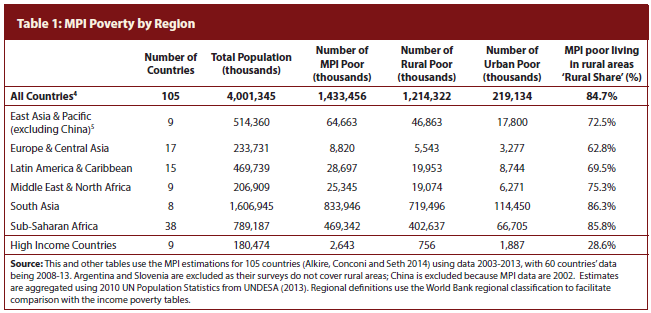 Table 1: MPI Poverty by Region
Number of Countries Total Population (thousands) Number of MPI Poor (thousands) Number of Rural Poor (thousands) Number of Urban Poor (thousands) MPI poor living in rural areas ‘Rural Share’ (%)
All Countries⁴ 105 4,001,345 1,433,456 1,214,322 219,134 84.7%
East Asia & Pacific (excluding China)⁵ 9 514,360 64,663 46,863 17,800 72.5%
Europe & Central Asia 17 233,731 8,820 5,543 3,277 62.8%
Latin America & Caribbean 15 469,739 28,697 19,953 8,744 69.5%
Middle East & North Africa 9 206,909 25,345 19,074 6,271 75.3%
South Asia 8 1,606,945 833,946 719,496 114,450 86.3%
Sub-Saharan Africa 38 789,187 469,342 402,637 66,705 85.8%
High Income Countries 9 180,474 2,643 756 1,887 28.6%
Source: This and other tables use the MPI estimations for 105 countries (Alkire, Conconi and Seth 2014) using data 2003-2013, with 60 countries’ data
being 2008-13. Argentina and Slovenia are excluded as their surveys do not cover rural areas; China is excluded because MPI data are 2002. Estimates
are aggregated using 2010 UN Population Statistics from UNDESA (2013). Regional definitions use the World Bank regional classification to facilitate
comparison with the income poverty tables.